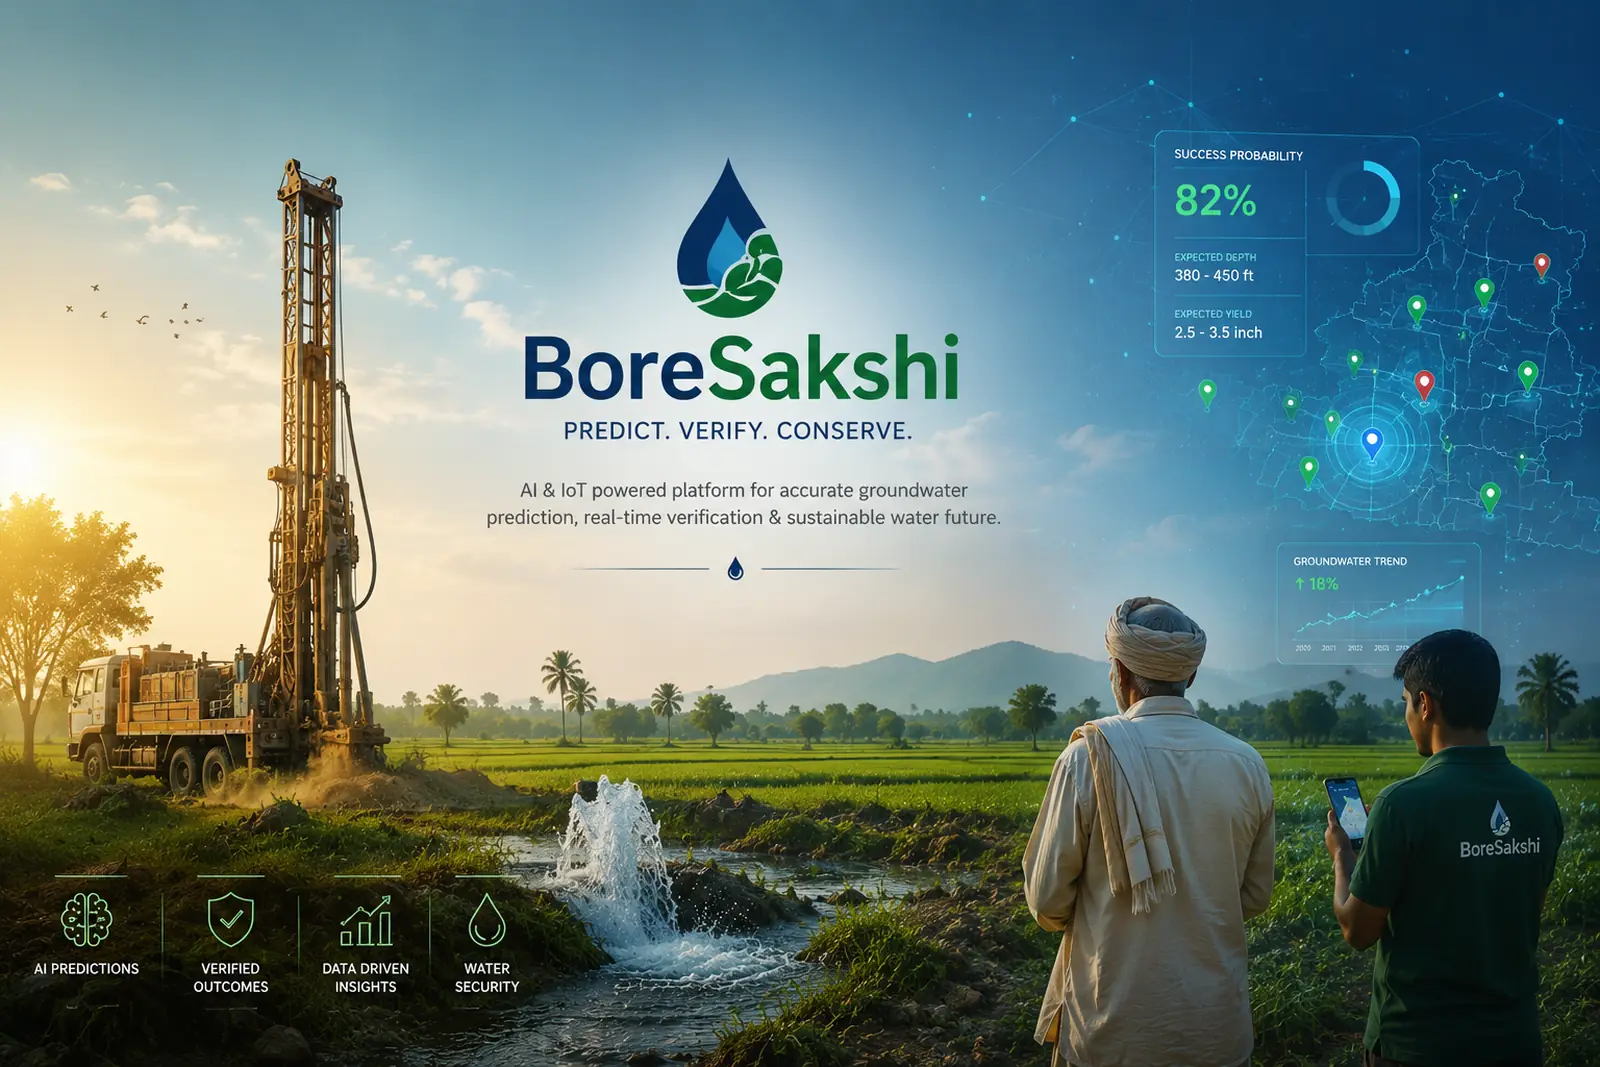 BoreSakshi
PREDICT. VERIFY. CONSERVE.
AI & IoT powered platform for accurate groundwater
prediction, real-time verification & sustainable water future.
SUCCESS PROBABILITY
82%
EXPECTED DEPTH
380 - 450 ft
EXPECTED YIELD
2.5 - 3.5 inch
GROUNDWATER TREND
↑ 18%
BoreSakshi
AI PREDICTIONS
VERIFIED
OUTCOMES
DATA DRIVEN
INSIGHTS
WATER
SECURITY